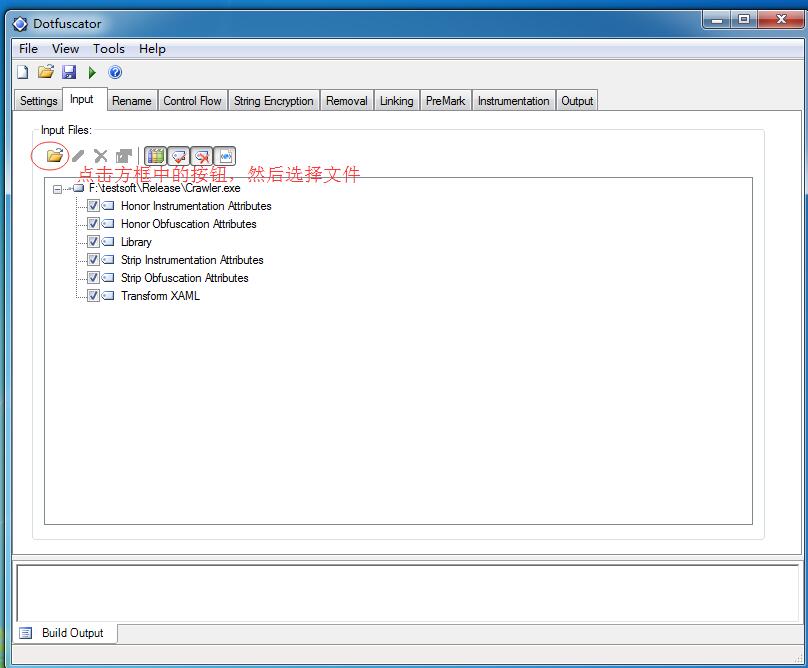 Dotfuscator
File View Tools Help
Settings Input Rename Control Flow String Encryption Removal Linking PreMark Instrumentation Output
Input Files:
点击方框中的按钮，然后选择文件
F:\testsoft\Release\Crawler.exe
Honor Instrumentation Attributes
Honor Obfuscation Attributes
Library
Strip Instrumentation Attributes
Strip Obfuscation Attributes
Transform XAML
Build Output